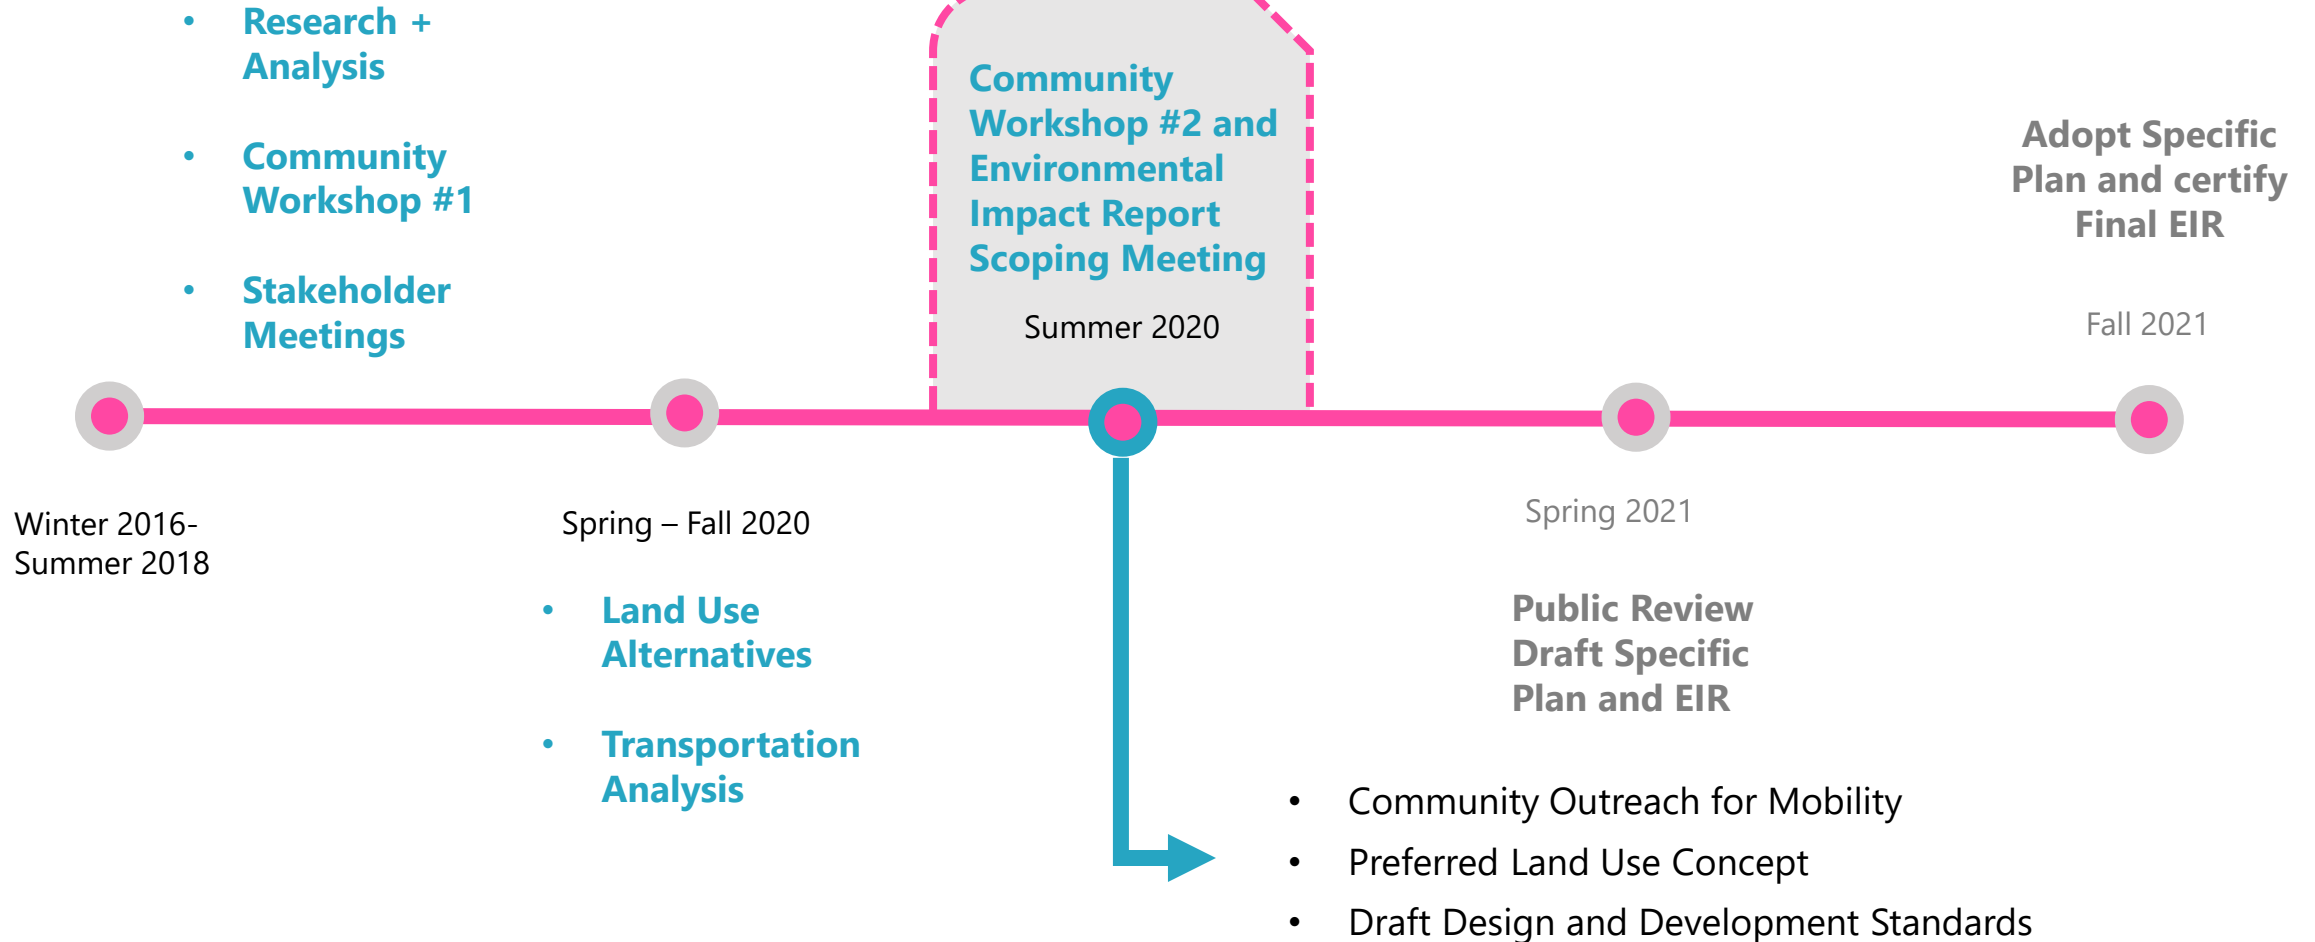 • Research +
Analysis
• Community
Workshop #1
• Stakeholder
Meetings
Winter 2016-
Summer 2018
Spring – Fall 2020
• Land Use
Alternatives
• Transportation
Analysis
Community
Workshop #2 and
Environmental
Impact Report
Scoping Meeting
Summer 2020
• Community Outreach for Mobility
• Preferred Land Use Concept
• Draft Design and Development Standards
Spring 2021
Public Review
Draft Specific
Plan and EIR
Adopt Specific
Plan and certify
Final EIR
Fall 2021